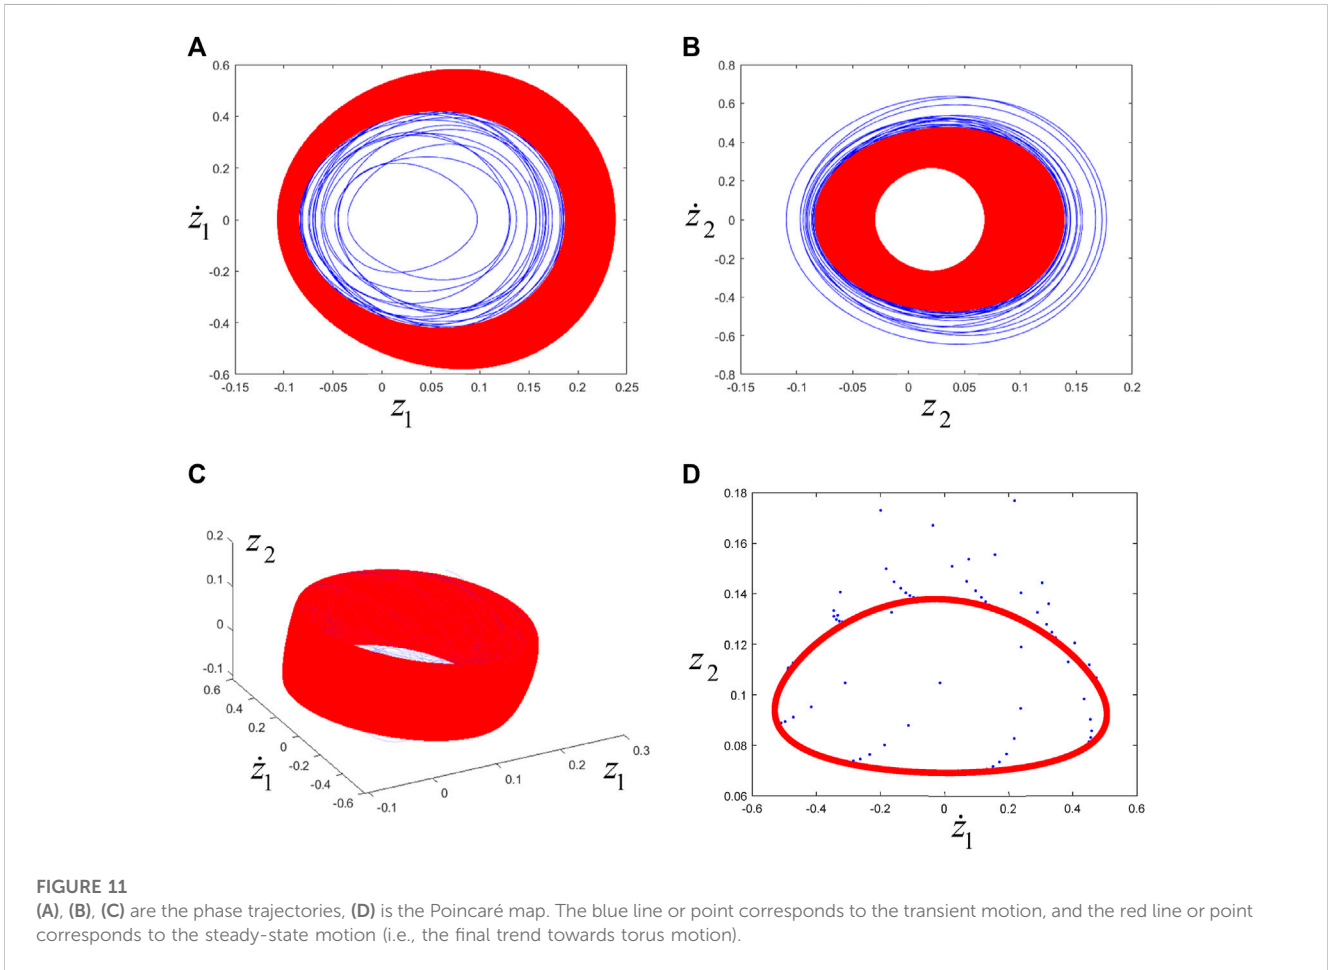 A
B
0.6
0.4
0.2
0
-0.2
-0.4
-0.6
-0.15 -0.1 -0.05 0 0.05 0.1 0.15 0.2 0.25
ż₁
z₁
0.8
0.6
0.4
0.2
0
-0.2
-0.4
-0.6
-0.8
-0.15 -0.1 -0.05 0 0.05 0.1 0.15 0.2
ż₂
z₂
C
D
0.2
0.1
0
-0.1
z₂
0.6
0.4
0.2
0
-0.2
-0.4
-0.6
ż₁
-0.1 0 0.1 0.2 0.3
z₁
0.18
0.16
0.14
0.12
0.1
0.08
0.06
z₂
-0.6 -0.4 -0.2 0 0.2 0.4 0.6
ż₁
FIGURE 11
(A), (B), (C) are the phase trajectories, (D) is the Poincaré map. The blue line or point corresponds to the transient motion, and the red line or point
corresponds to the steady-state motion (i.e., the final trend towards torus motion).